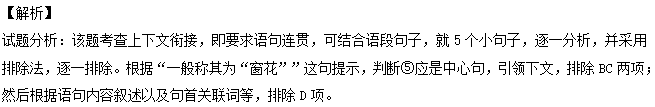 【解析】
试题分析：该题考查上下文衔接，即要求语句连贯，可结合语段句子，就 5 个小句子，逐一分析，并采用
排除法，逐一排除。根据“一般称其为“窗花””这句提示，判断⑤应是中心句，引领下文，排除 BC 两项；
然后根据语句内容叙述以及句首关联词等，排除 D 项。